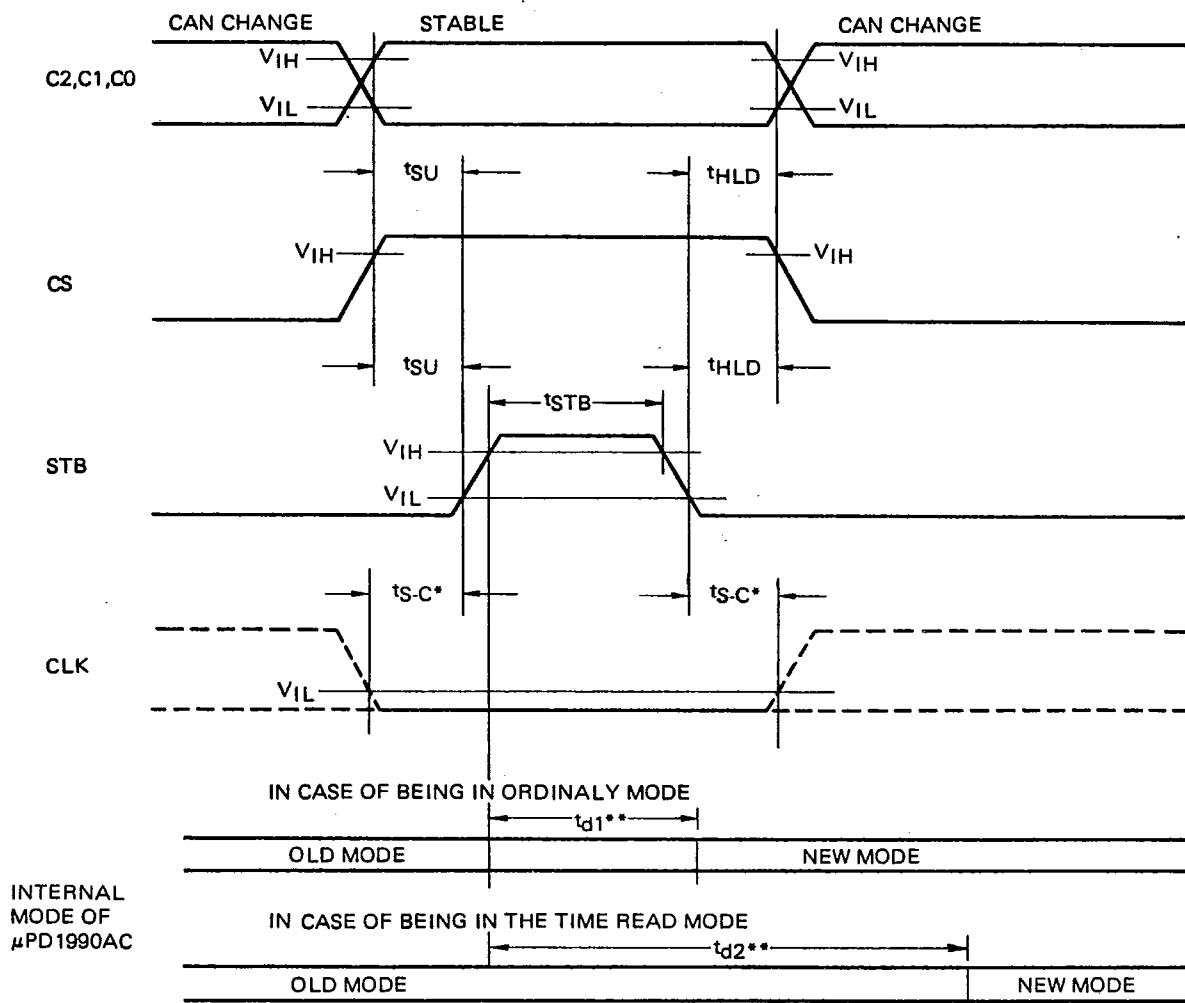 CAN CHANGE STABLE CAN CHANGE
C2,C1,C0
VIH VIH
VIL VIL
tSU tHLD
VIH VIH
CS
tSU tHLD
tSTB
VIH
STB
VIL
tS-C* tS-C*
CLK
VIL
IN CASE OF BEING IN ORDINALY MODE
td1**
OLD MODE NEW MODE
INTERNAL
MODE OF
μPD1990AC
IN CASE OF BEING IN THE TIME READ MODE
td2**
OLD MODE NEW MODE